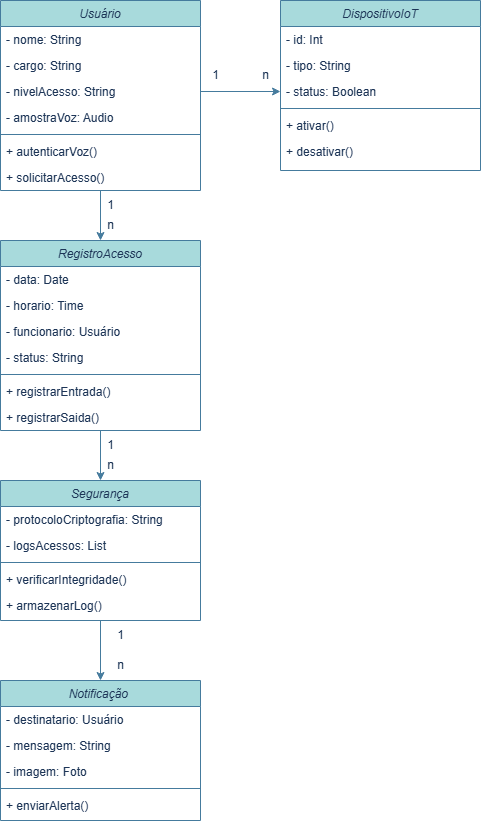 Usuário
- nome: String
- cargo: String
- nivelAcesso: String
- amostraVoz: Audio
+ autenticarVoz()
+ solicitarAcesso()
1
n
DispositivoIoT
- id: Int
- tipo: String
- status: Boolean
+ ativar()
+ desativar()
1
n
RegistroAcesso
- data: Date
- horario: Time
- funcionario: Usuário
- status: String
+ registrarEntrada()
+ registrarSaida()
1
n
Segurança
- protocoloCriptografia: String
- logsAcessos: List
+ verificarIntegridade()
+ armazenarLog()
1
n
Notificação
- destinatario: Usuário
- mensagem: String
- imagem: Foto
+ enviarAlerta()